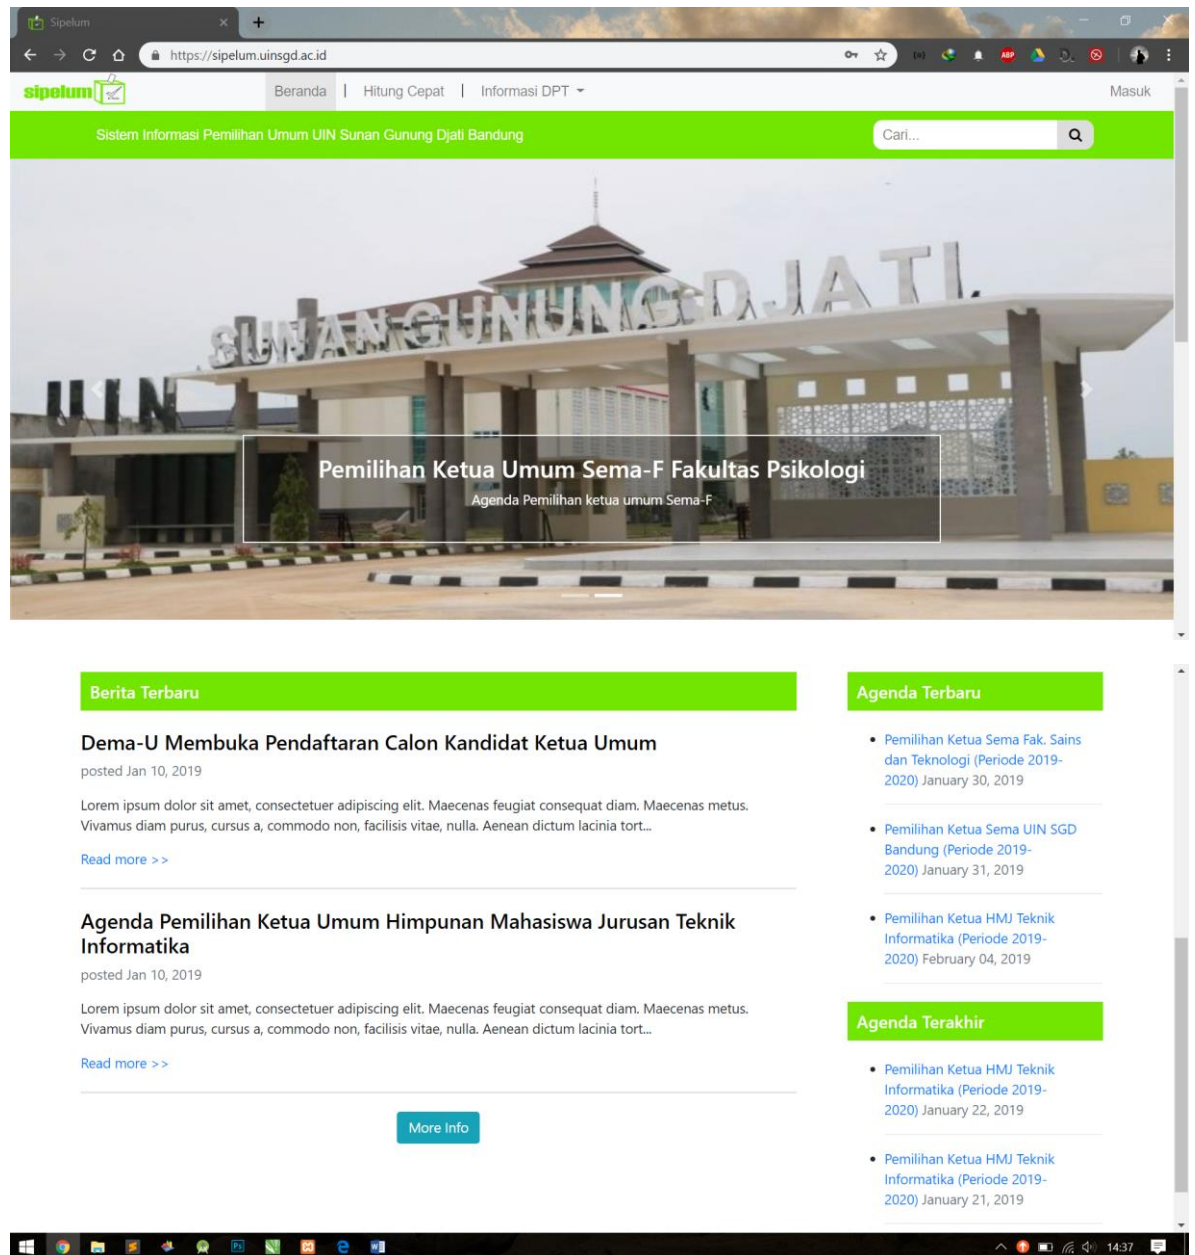 Sipelum
https://sipelum.uinsgd.ac.id
ABP
sipelum
Beranda | Hitung Cepat | Informasi DPT
Masuk
Sistem Informasi Pemilihan Umum UIN Sunan Gunung Djati Bandung
Cari...
UIN SUNAN GUNUNG DJATI
Pemilihan Ketua Umum Sema-F Fakultas Psikologi
Agenda Pemilihan ketua umum Sema-F
Berita Terbaru
Dema-U Membuka Pendaftaran Calon Kandidat Ketua Umum
posted Jan 10, 2019
Lorem ipsum dolor sit amet, consectetuer adipiscing elit. Maecenas feugiat consequat diam. Maecenas metus.
Vivamus diam purus, cursus a, commodo non, facilisis vitae, nulla. Aenean dictum lacinia tort...
Read more >>
Agenda Pemilihan Ketua Umum Himpunan Mahasiswa Jurusan Teknik
Informatika
posted Jan 10, 2019
Lorem ipsum dolor sit amet, consectetuer adipiscing elit. Maecenas feugiat consequat diam. Maecenas metus.
Vivamus diam purus, cursus a, commodo non, facilisis vitae, nulla. Aenean dictum lacinia tort...
Read more >>
More Info
Agenda Terbaru
Pemilihan Ketua Sema Fak. Sains
dan Teknologi (Periode 2019-
2020) January 30, 2019
Pemilihan Ketua Sema UIN SGD
Bandung (Periode 2019-
2020) January 31, 2019
Pemilihan Ketua HMJ Teknik
Informatika (Periode 2019-
2020) February 04, 2019
Agenda Terakhir
Pemilihan Ketua HMJ Teknik
Informatika (Periode 2019-
2020) January 22, 2019
Pemilihan Ketua HMJ Teknik
Informatika (Periode 2019-
2020) January 21, 2019
Ps
14:37